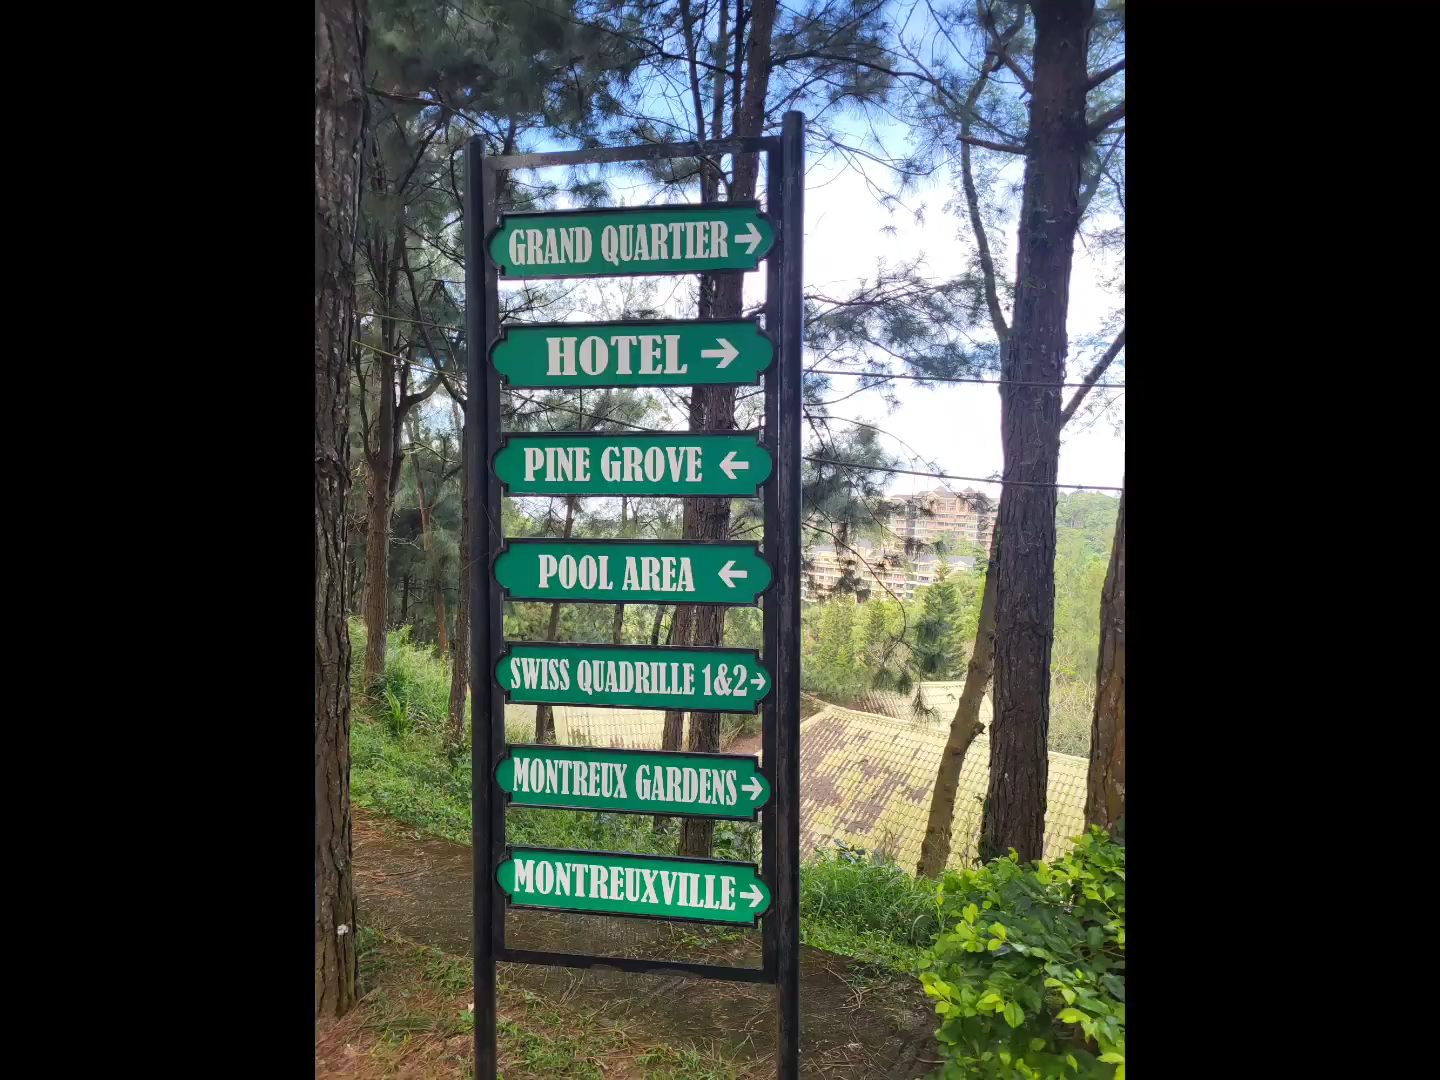 GRAND QUARTIER →
HOTEL →
PINE GROVE ←
POOL AREA ←
SWISS QUADRILLE 1&2 →
MONTREUX GARDENS →
MONTREUXVILLE →